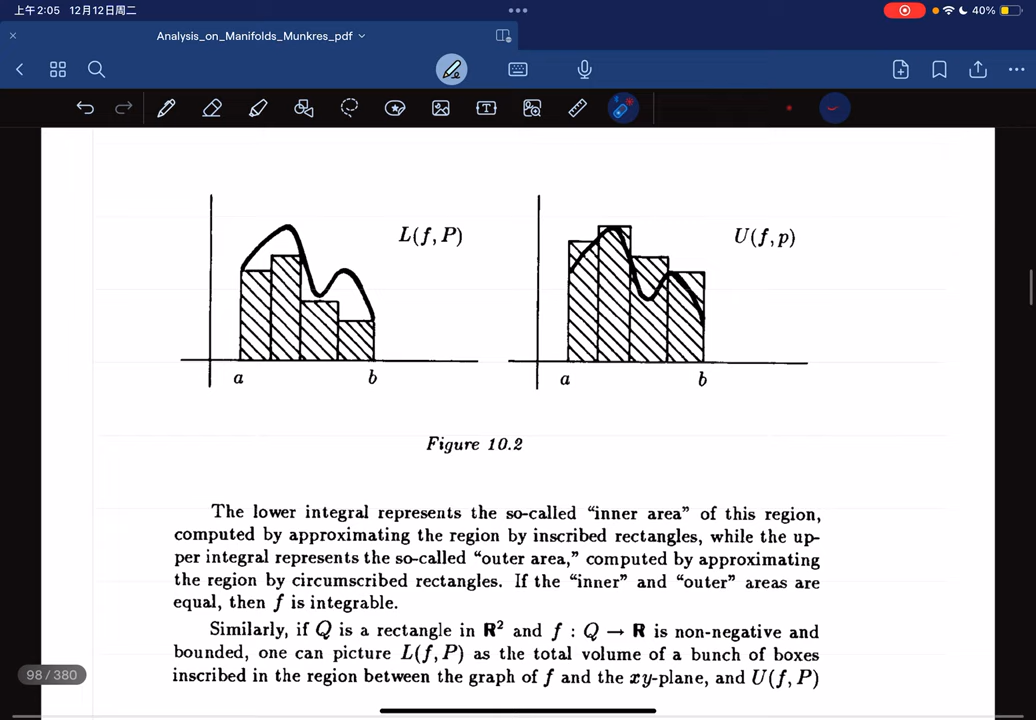 上午2:05 12月12日周二
40%
Analysis_on_Manifolds_Munkres_pdf
L(f, P)
U(f, p)
a
b
a
b
Figure 10.2
The lower integral represents the so-called “inner area” of this region,
computed by approximating the region by inscribed rectangles, while the up-
per integral represents the so-called “outer area,” computed by approximating
the region by circumscribed rectangles. If the “inner” and “outer” areas are
equal, then f is integrable.
Similarly, if Q is a rectangle in R² and f : Q → R is non-negative and
bounded, one can picture L(f, P) as the total volume of a bunch of boxes
inscribed in the region between the graph of f and the xy-plane, and U(f, P)
98 / 380